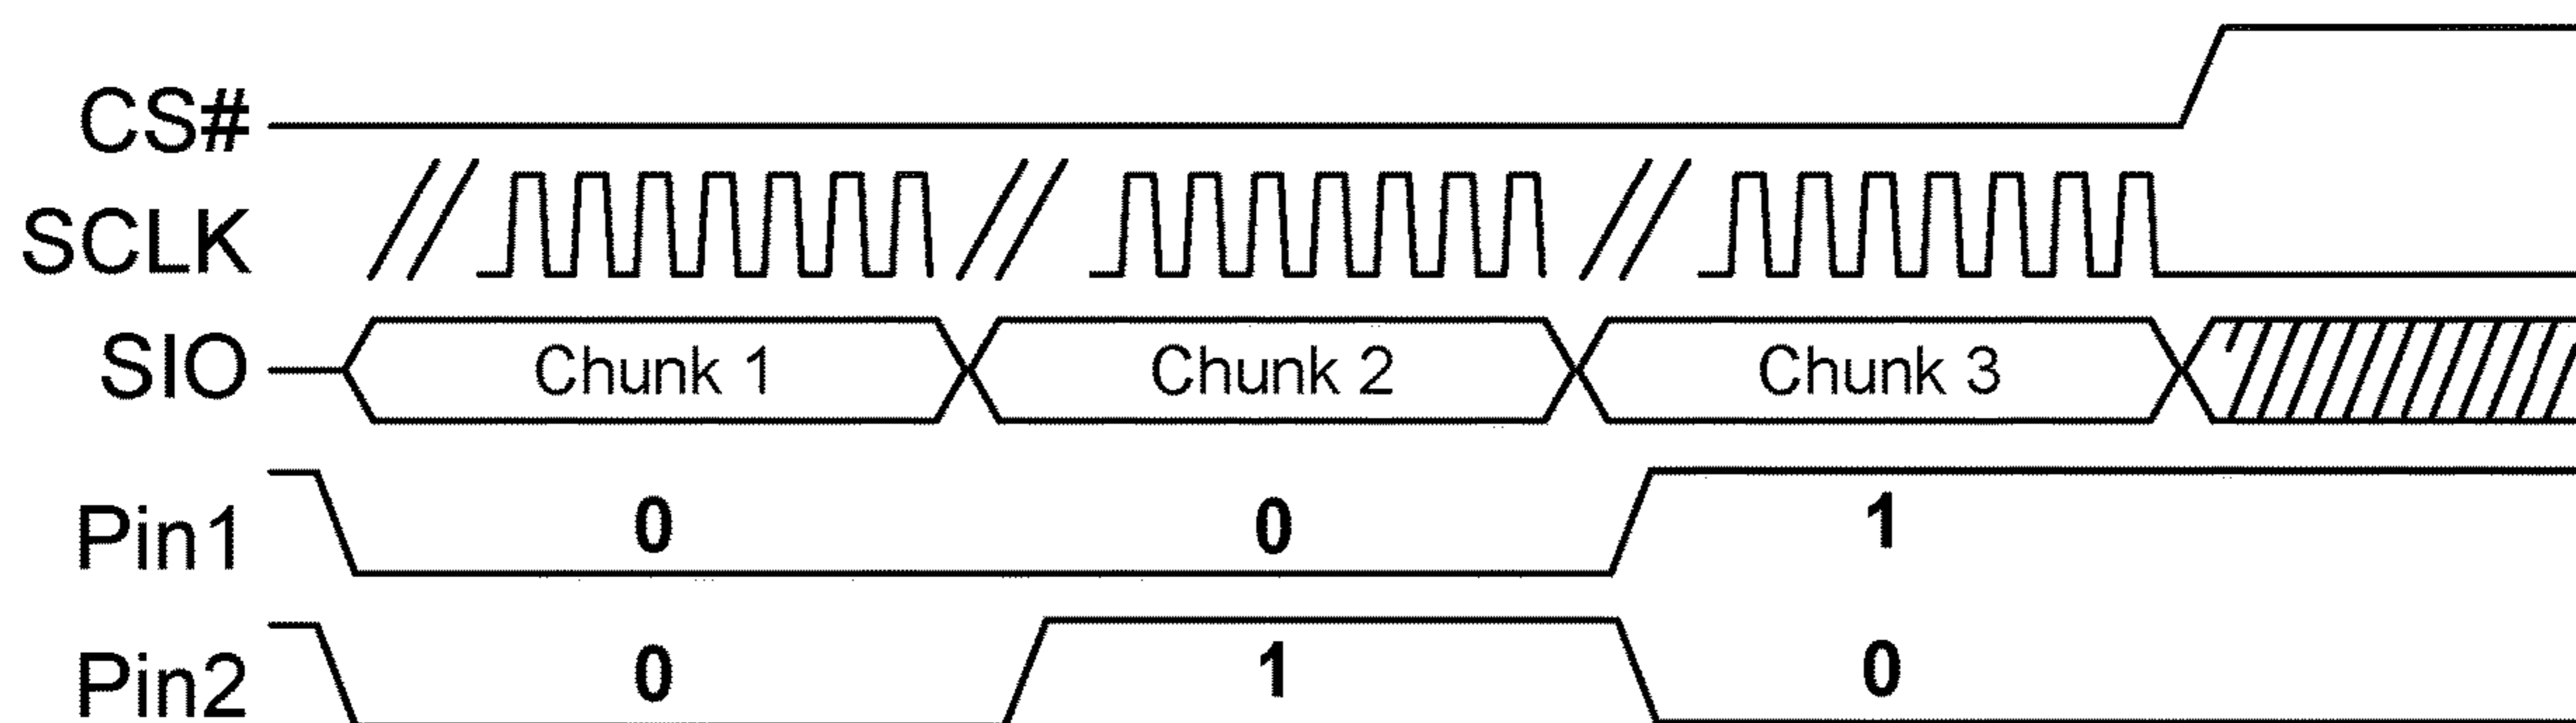 CS#
SCLK
SIO Chunk 1 Chunk 2 Chunk 3
Pin1 0 0 1
Pin2 0 1 0